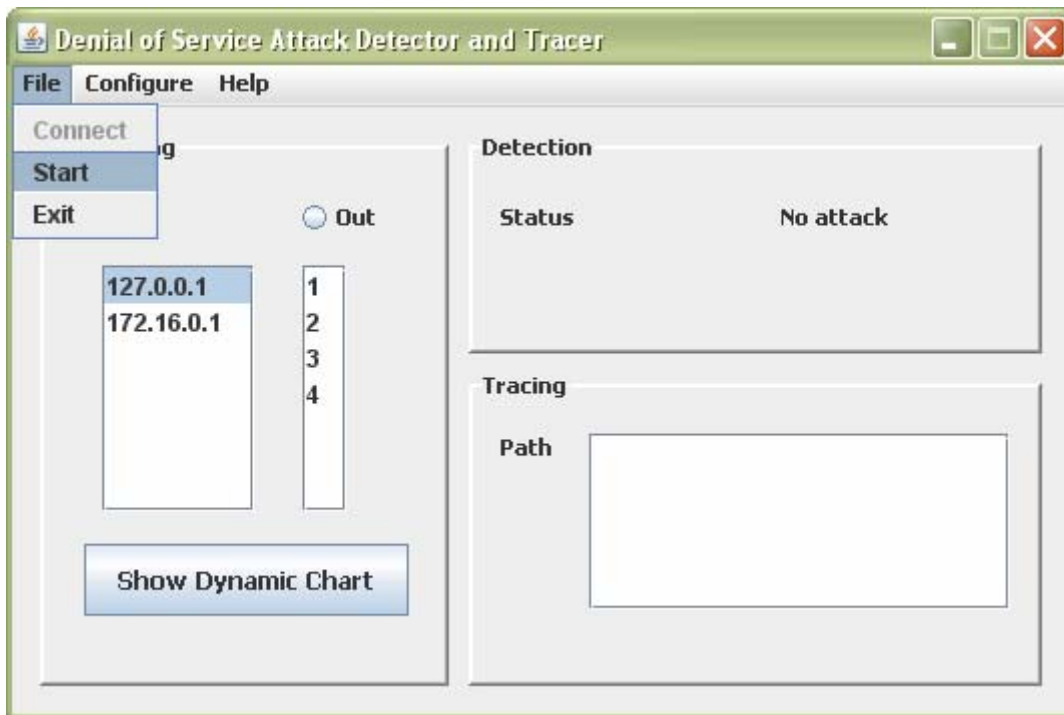 Denial of Service Attack Detector and Tracer
File Configure Help
Connect
Start
Exit
Out
127.0.0.1
172.16.0.1
1
2
3
4
Show Dynamic Chart
Detection
Status No attack
Tracing
Path